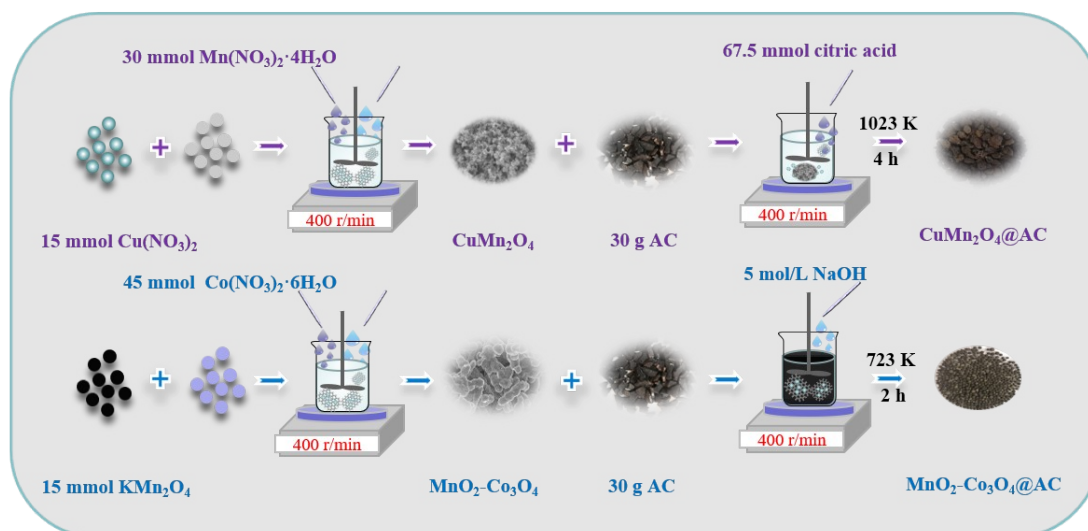 30 mmol Mn(NO₃)₂·4H₂O
67.5 mmol citric acid
+
+
1023 K
4 h
400 r/min
400 r/min
15 mmol Cu(NO₃)₂
CuMn₂O₄
30 g AC
CuMn₂O₄@AC
45 mmol Co(NO₃)₂·6H₂O
5 mol/L NaOH
+
+
723 K
2 h
400 r/min
400 r/min
15 mmol KMn₂O₄
MnO₂-Co₃O₄
30 g AC
MnO₂-Co₃O₄@AC